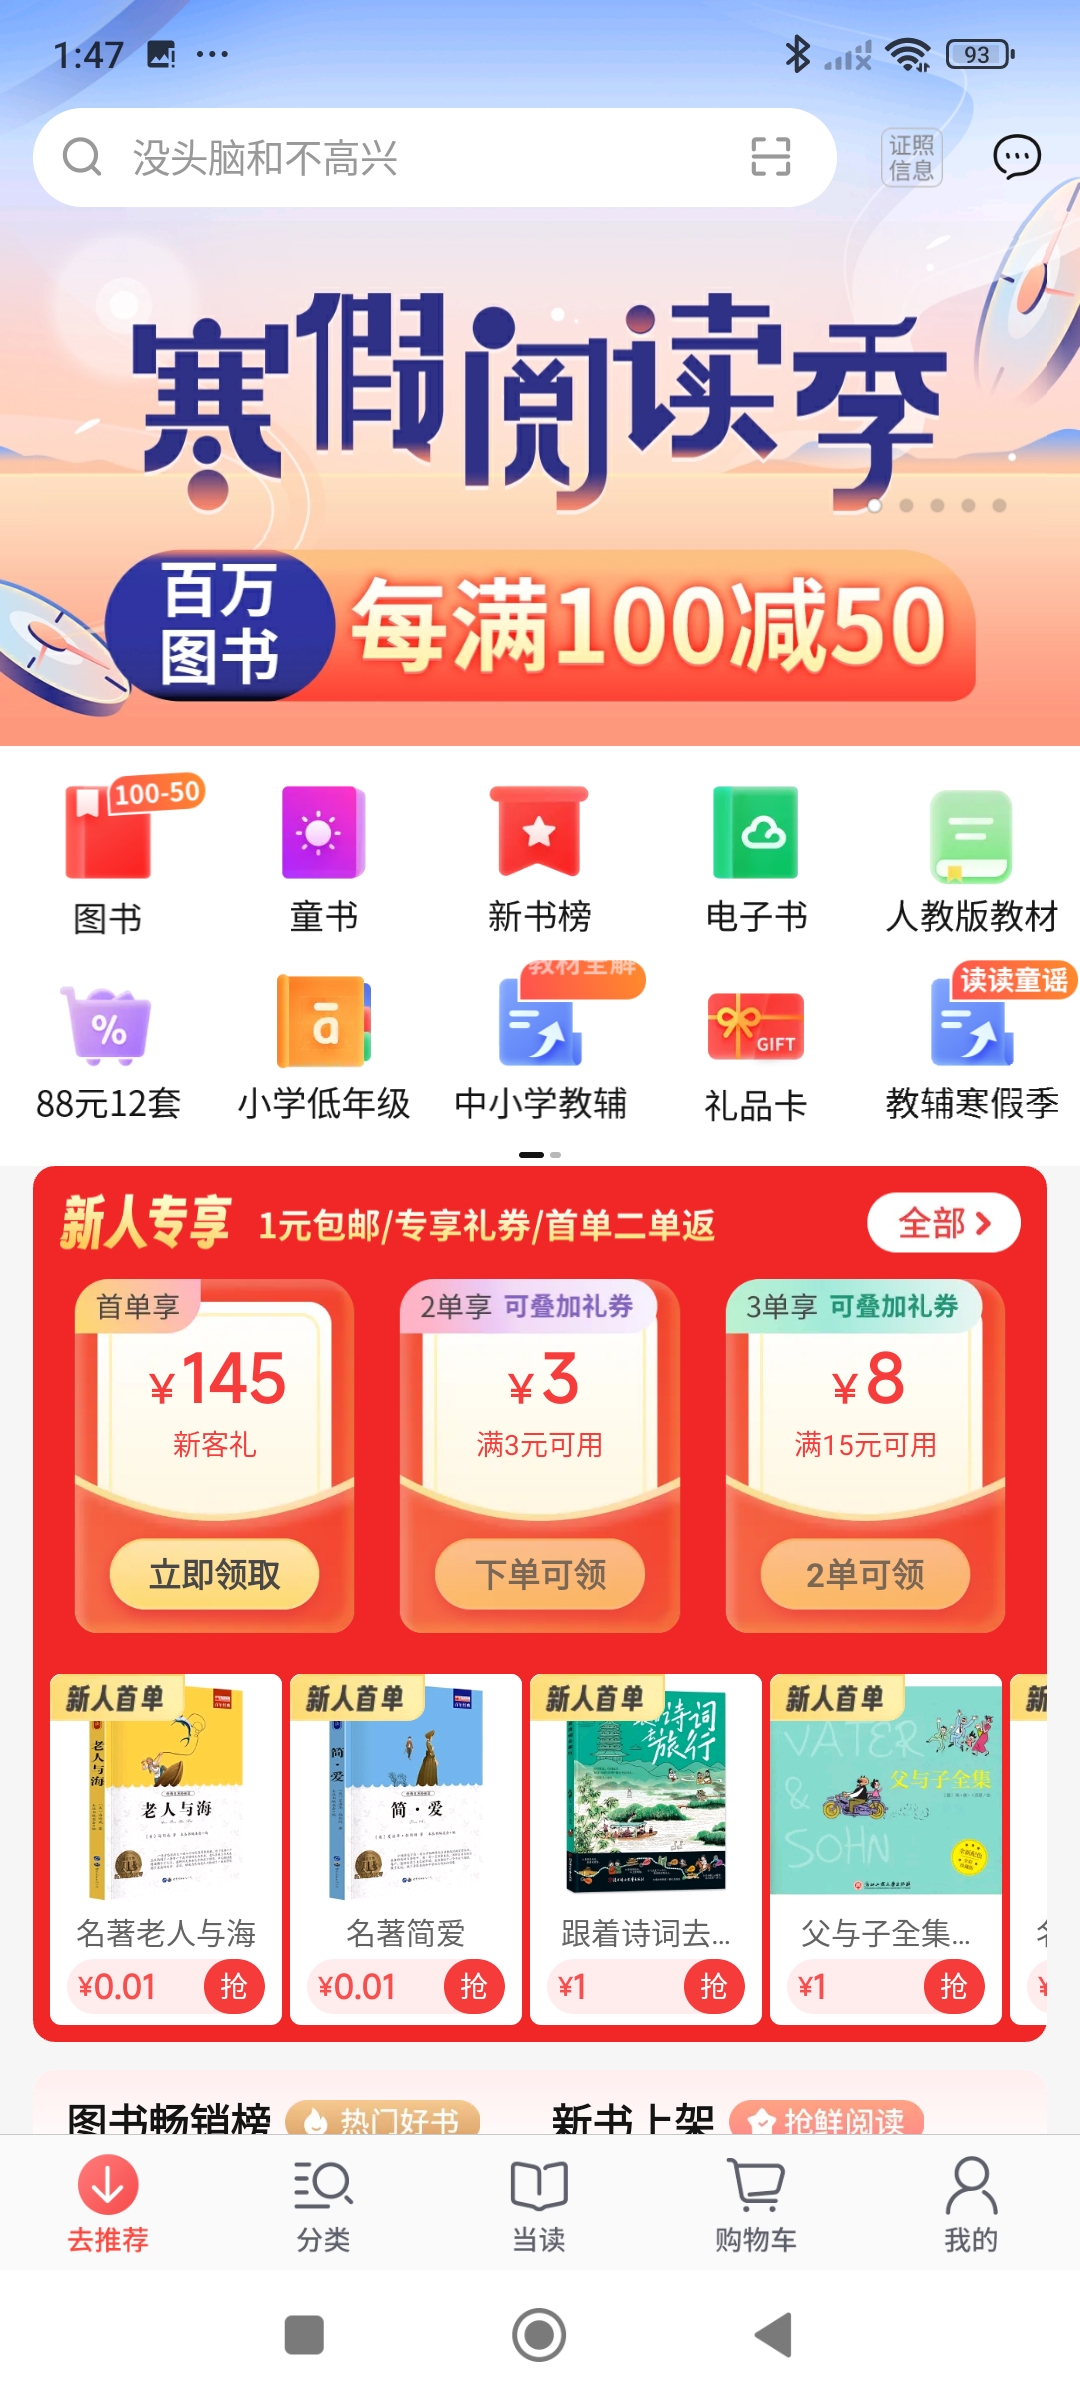 1:47
93
没头脑和不高兴
证照
信息
寒假阅读季
百万
图书
每满100减50
100-50
图书
童书
新书榜
电子书
人教版教材
教材全解
GIFT
读读童谣
88元12套
小学低年级
中小学教辅
礼品卡
教辅寒假季
新人专享
1元包邮/专享礼券/首单二单返
全部
首单享
¥145
新客礼
立即领取
2单享 可叠加礼券
¥3
满3元可用
下单可领
3单享 可叠加礼券
¥8
满15元可用
2单可领
新人首单
老人与海
老人与海
名著老人与海
¥0.01
抢
新人首单
简·爱
简·爱
名著简爱
¥0.01
抢
新人首单
诗词
去旅行
跟着诗词去...
¥1
抢
新人首单
VATER
&
SOHN
父与子全集
父与子全集...
¥1
抢
图书畅销榜
热门好书
新书上架
抢鲜阅读
去推荐
分类
当读
购物车
我的